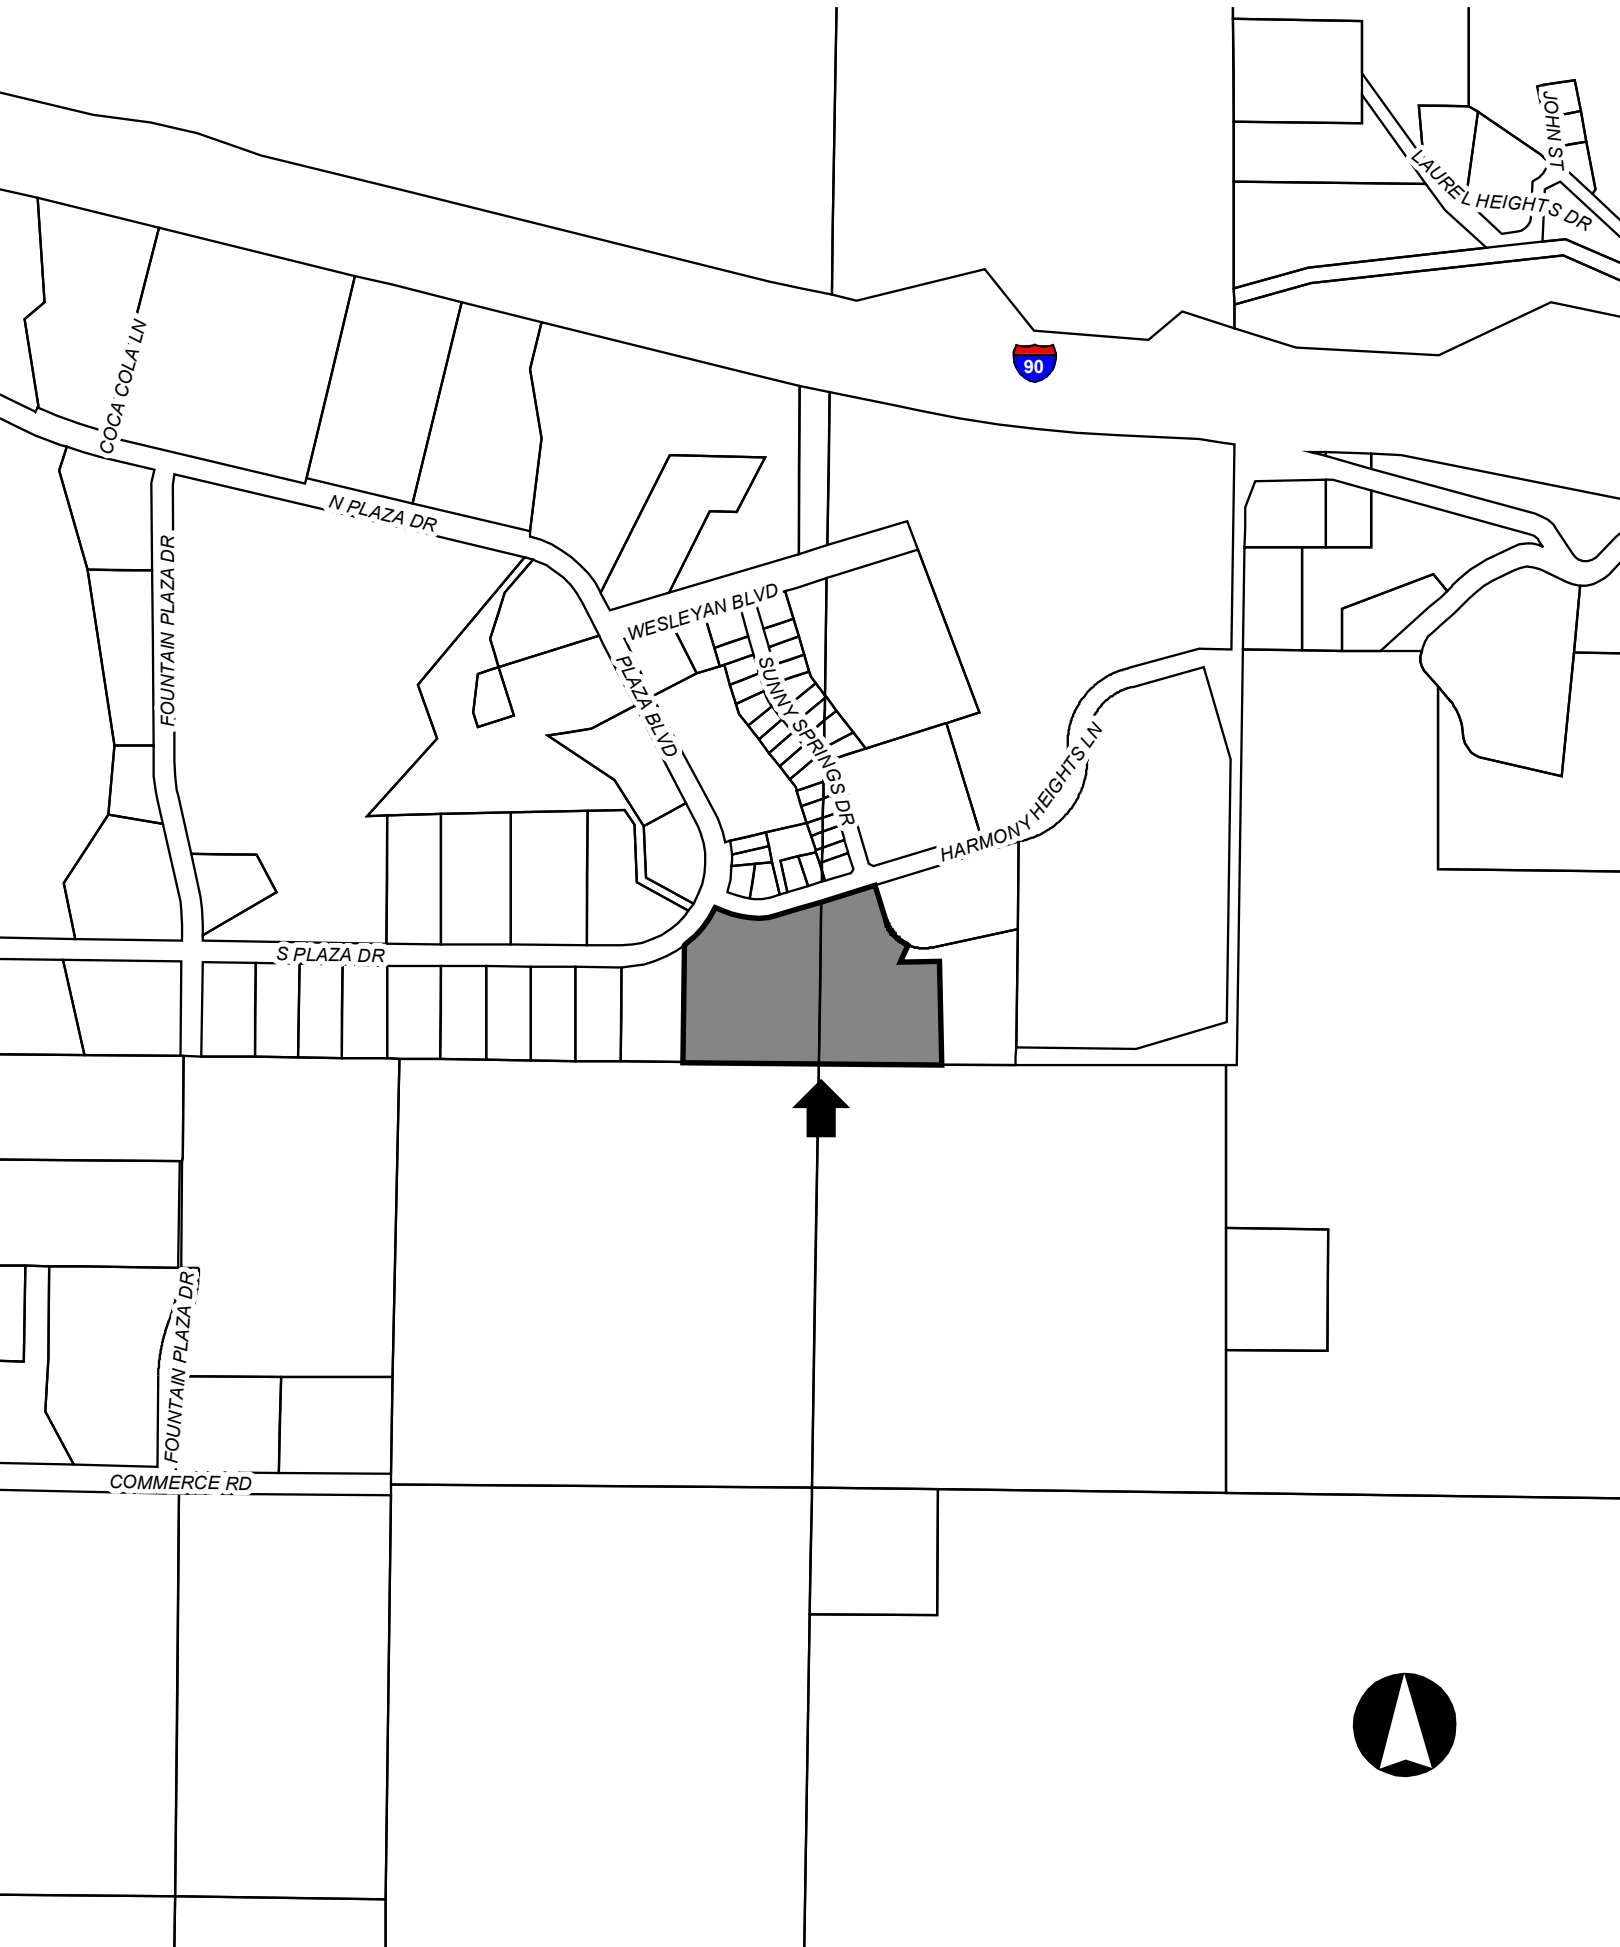 JOHN ST
LAUREL HEIGHTS DR
COCA COLA LN
90
N PLAZA DR
FOUNTAIN PLAZA DR
WESLEYAN BLVD
PLAZA BLVD
SUNNY SPRINGS DR
HARMONY HEIGHTS LN
S PLAZA DR
FOUNTAIN PLAZA DR
COMMERCE RD